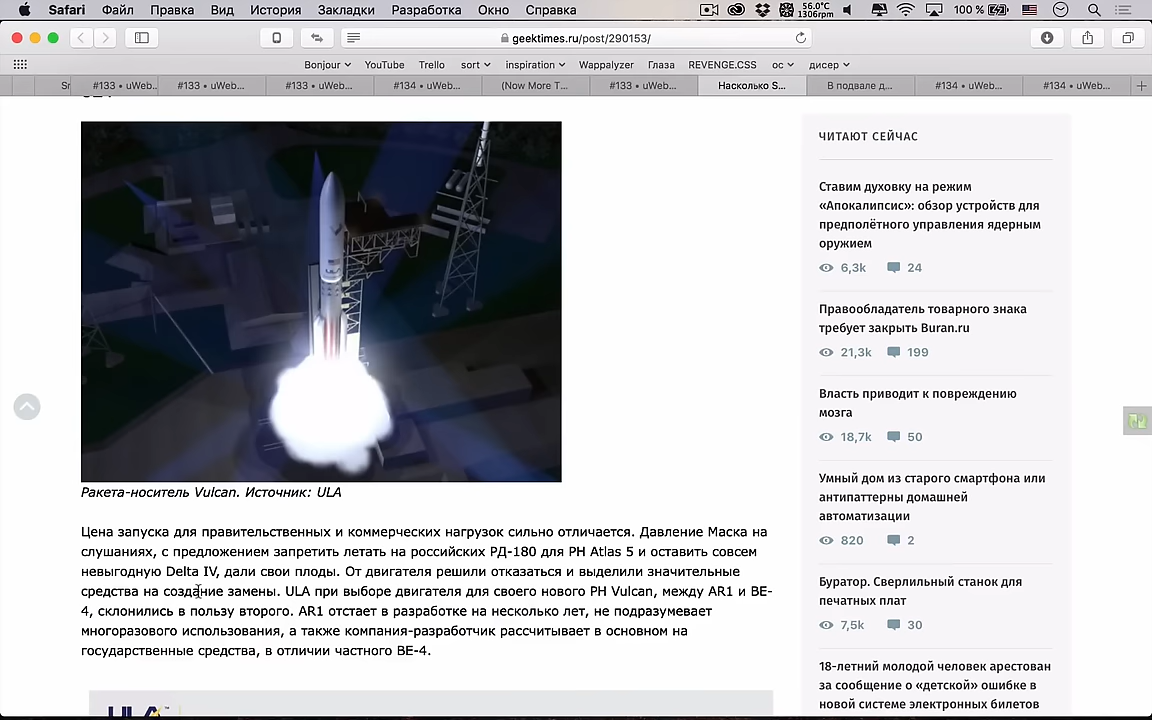 Safari Файл Правка Вид История Закладки Разработка Окно Справка 56.0°C 1306rpm 100 %
geektimes.ru/post/290153/
Bonjour YouTube Trello sort inspiration Wappalyzer Глаза REVENGE.CSS ос дисер
#133 • uWeb... #133 • uWeb... #133 • uWeb... #134 • uWeb... (Now More T... #133 • uWeb... Насколько S... В подвале д... #134 • uWeb... #134 • uWeb...
Ракета-носитель Vulcan. Источник: ULA
Цена запуска для правительственных и коммерческих нагрузок сильно отличается. Давление Маска на
слушаниях, с предложением запретить летать на российских РД-180 для РН Atlas 5 и оставить совсем
невыгодную Delta IV, дали свои плоды. От двигателя решили отказаться и выделили значительные
средства на создание замены. ULA при выборе двигателя для своего нового РН Vulcan, между AR1 и BE-
4, склонились в пользу второго. AR1 отстает в разработке на несколько лет, не подразумевает
многоразового использования, а также компания-разработчик рассчитывает в основном на
государственные средства, в отличии частного BE-4.
ULA
ЧИТАЮТ СЕЙЧАС
Ставим духовку на режим
«Апокалипсис»: обзор устройств для
предполётного управления ядерным
оружием
6,3k 24
Правообладатель товарного знака
требует закрыть Buran.ru
21,3k 199
Власть приводит к повреждению
мозга
18,7k 50
Умный дом из старого смартфона или
антипаттерны домашней
автоматизации
820 2
Буратор. Сверлильный станок для
печатных плат
7,5k 30
18-летний молодой человек арестован
за сообщение о «детской» ошибке в
новой системе электронных билетов